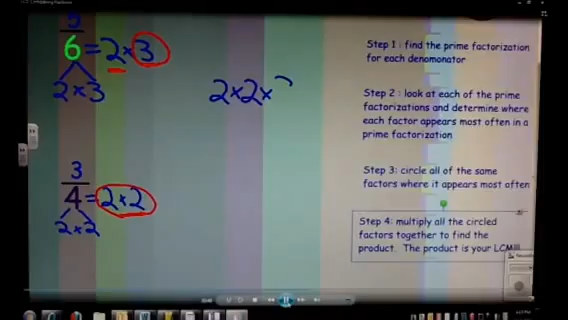 5
6 = 2 × 3
2 × 3
2×2×
3
4 = 2 × 2
2 × 2
Step 1 : find the prime factorization
for each denomonator
Step 2 : look at each of the prime
factorizations and determine where
each factor appears most often in a
prime factorization
Step 3: circle all of the same
factors where it appears most often
Step 4: multiply all the circled
factors together to find the
product. The product is your LCM!!!